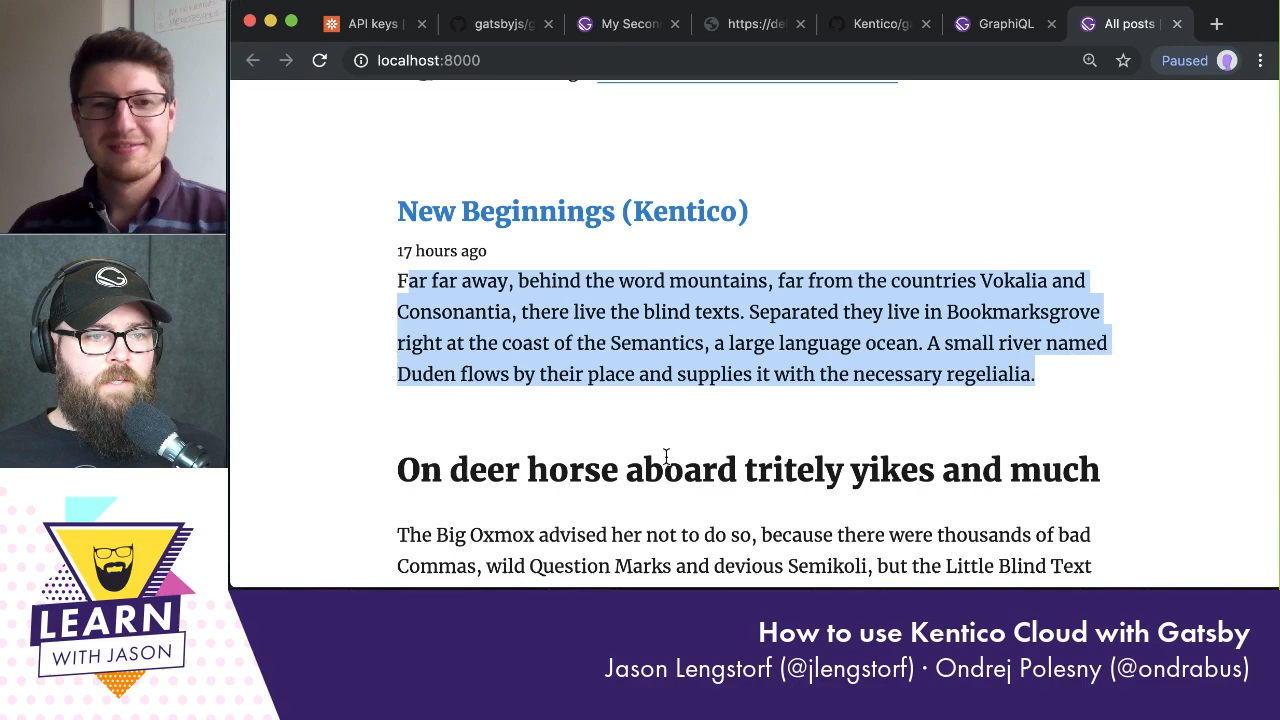 API keys |
gatsbyjs/g
My Secon
https://del
Kentico/ga
GraphiQL
All posts |
localhost:8000
Paused
New Beginnings (Kentico)
17 hours ago
Far far away, behind the word mountains, far from the countries Vokalia and
Consonantia, there live the blind texts. Separated they live in Bookmarksgrove
right at the coast of the Semantics, a large language ocean. A small river named
Duden flows by their place and supplies it with the necessary regelialia.
On deer horse aboard tritely yikes and much
The Big Oxmox advised her not to do so, because there were thousands of bad
Commas, wild Question Marks and devious Semikoli, but the Little Blind Text
LEARN
WITH JASON
How to use Kentico Cloud with Gatsby
Jason Lengstorf (@jlengstorf) · Ondrej Polesny (@ondrabus)